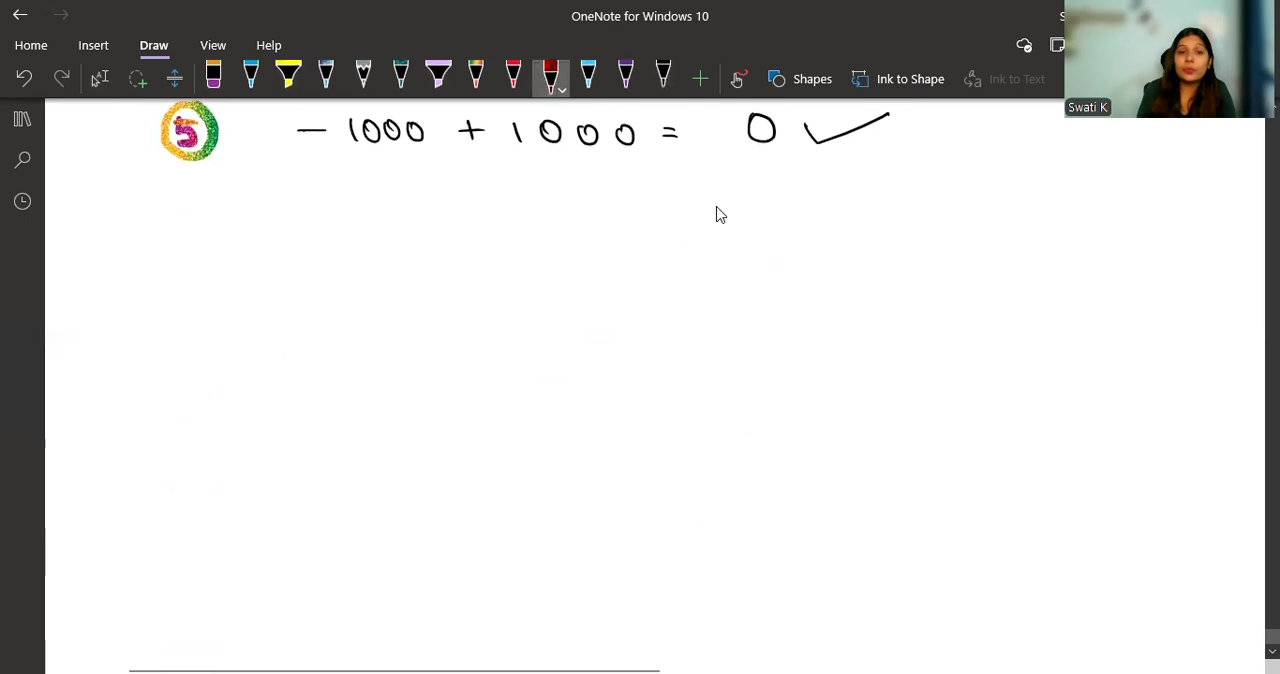 OneNote for Windows 10
S
Home Insert Draw View Help
Shapes Ink to Shape Ink to Text
Swati K
5 - 1000 + 1000 = 0 ✓